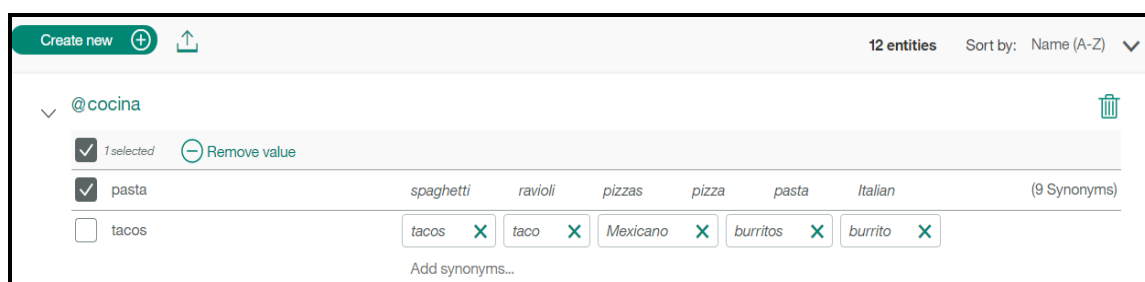 Create new 12 entities Sort by: Name (A-Z)
@cocina
1 selected Remove value
pasta spaghetti ravioli pizzas pizza pasta Italian (9 Synonyms)
tacos tacos taco Mexicano burritos burrito
Add synonyms...